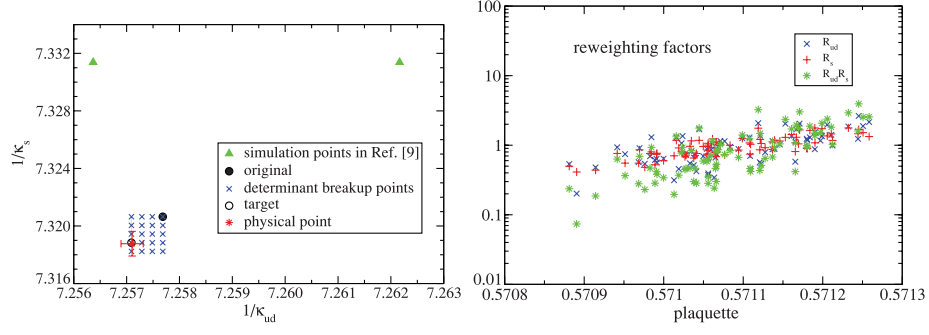 7.332
7.328
7.324
7.320
7.316
1/κs
simulation points in Ref. [9]
original
determinant breakup points
target
physical point
7.256 7.257 7.258 7.259 7.260 7.261 7.262 7.263
1/κud
100
10
1
0.1
0.01
reweighting factors
Rud
Rs
RudRs
0.5708 0.5709 0.571 0.5711 0.5712 0.5713
plaquette